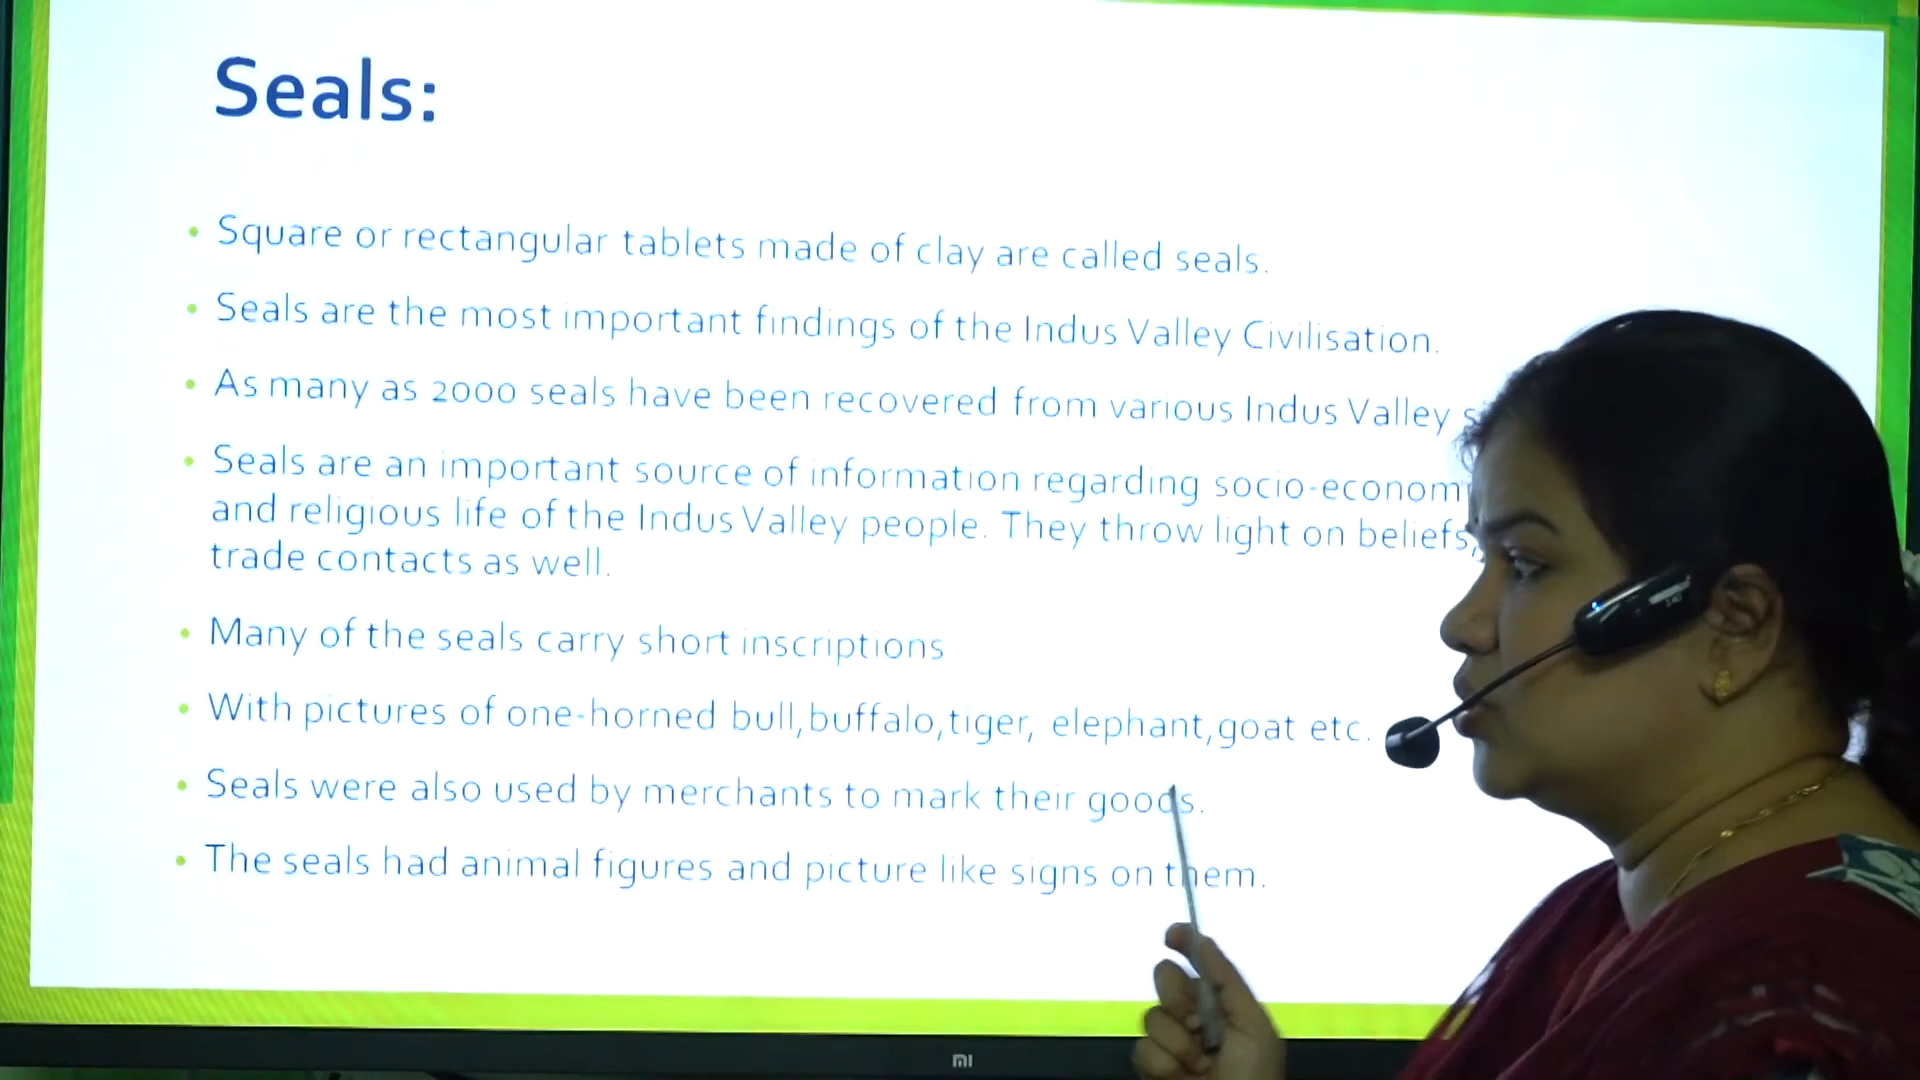 Seals:
• Square or rectangular tablets made of clay are called seals.
• Seals are the most important findings of the Indus Valley Civilisation.
• As many as 2000 seals have been recovered from various Indus Valley
• Seals are an important source of information regarding
and religious life of the Indus Valley people. They throw light on beliefs,
trade contacts as well.
• Many of the seals carry short inscriptions
• With pictures of one-horned bull,buffalo,tiger, elephant,goat etc.
• Seals were also used by merchants to mark their goods.
• The seals had animal figures and picture like signs on them.
mi